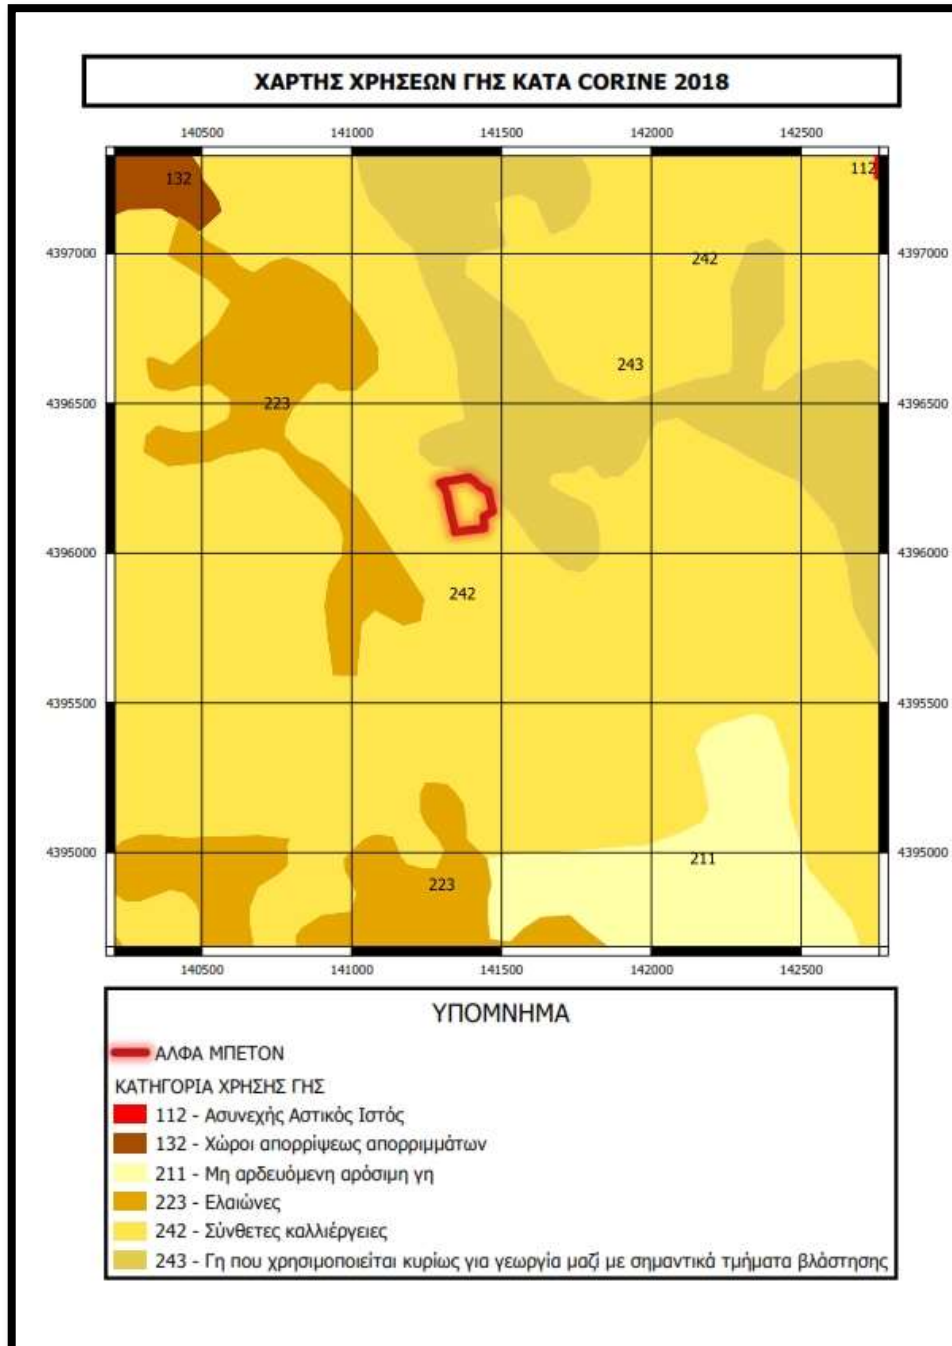 ΧΑΡΤΗΣ ΧΡΗΣΕΩΝ ΓΗΣ ΚΑΤΑ CORINE 2018
140500 141000 141500 142000 142500
132 112
4397000 242 4397000
243
4396500 223 4396500
4396000 4396000
242
4395500 4395500
4395000 211 4395000
223
140500 141000 141500 142000 142500
ΥΠΟΜΝΗΜΑ
ΑΛΦΑ ΜΠΕΤΟΝ
ΚΑΤΗΓΟΡΙΑ ΧΡΗΣΗΣ ΓΗΣ
112 - Ασυνεχής Αστικός Ιστός
132 - Χώροι απορρίψεως απορριμμάτων
211 - Μη αρδευόμενη αρόσιμη γη
223 - Ελαιώνες
242 - Σύνθετες καλλιέργειες
243 - Γη που χρησιμοποιείται κυρίως για γεωργία μαζί με σημαντικά τμήματα βλάστησης